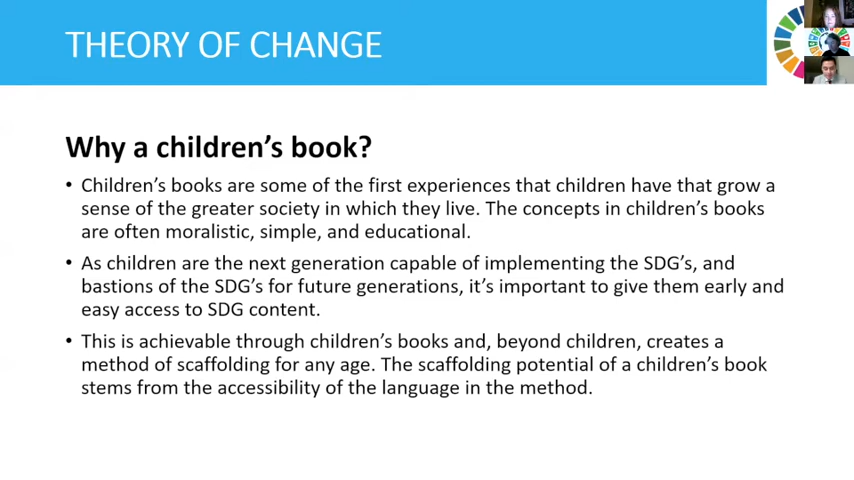 THEORY OF CHANGE
Why a children's book?
• Children's books are some of the first experiences that children have that grow a
sense of the greater society in which they live. The concepts in children's books
are often moralistic, simple, and educational.
• As children are the next generation capable of implementing the SDG's, and
bastions of the SDG's for future generations, it's important to give them early and
easy access to SDG content.
• This is achievable through children's books and, beyond children, creates a
method of scaffolding for any age. The scaffolding potential of a children's book
stems from the accessibility of the language in the method.